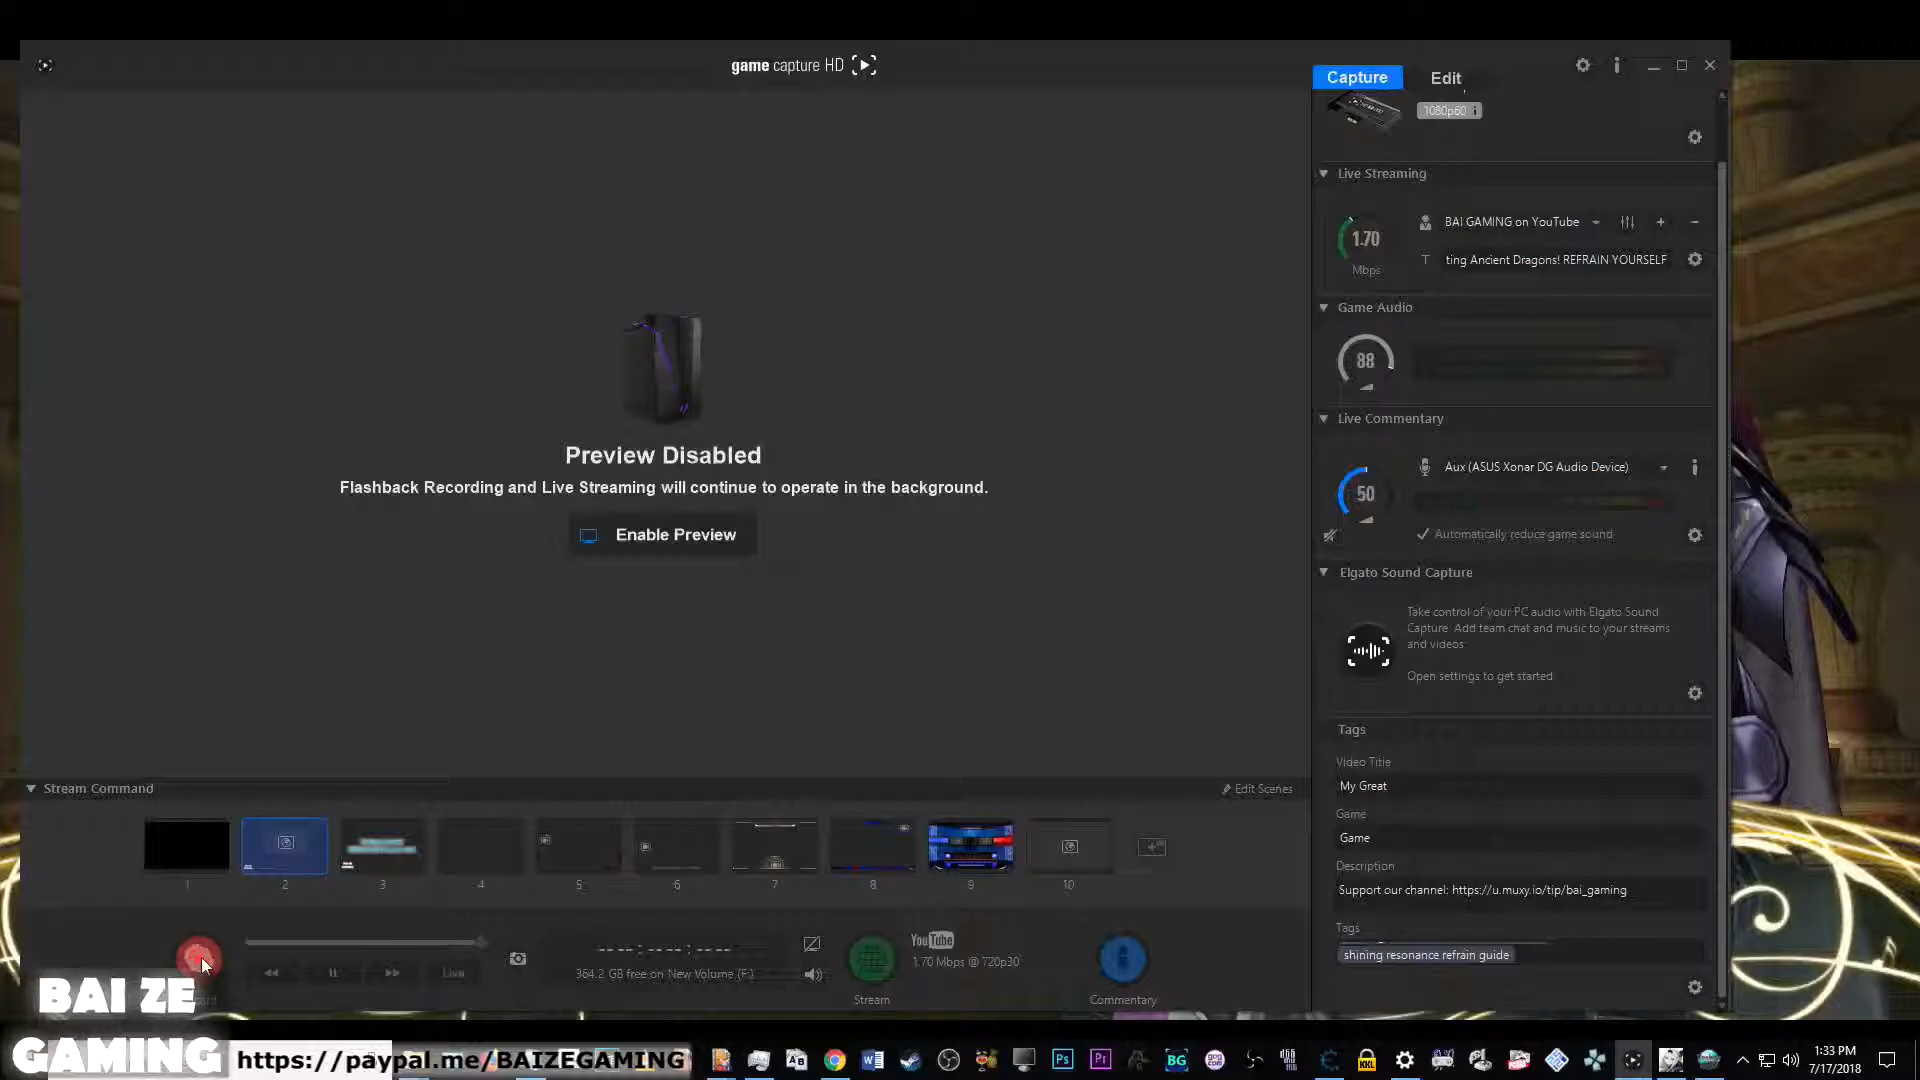 game capture HD
Capture
Edit
1080p60 i
Live Streaming
1.70
Mbps
BAI GAMING on YouTube
T
ting Ancient Dragons! REFRAIN YOURSELF
Game Audio
88
Live Commentary
50
Aux (ASUS Xonar DG Audio Device)
Automatically reduce game sound
Elgato Sound Capture
Take control of your PC audio with Elgato Sound
Capture. Add team chat and music to your streams
and videos.
Open settings to get started
Tags
Video Title
My Great
Game
Game
Description
Support our channel: https://u.muxy.io/tip/bai_gaming
Tags
shining resonance refrain guide
Preview Disabled
Flashback Recording and Live Streaming will continue to operate in the background.
Enable Preview
Stream Command
Edit Scenes
1
2
3
4
5
6
7
8
9
10
Live
--:--:-- --:--:--
364.2 GB free on New Volume (F:)
YouTube
1.70 Mbps @ 720p30
Stream
Commentary
BAI ZE
GAMING
https://paypal.me/BAIZEGAMING
Ps
Pr
BG
1:33 PM
7/17/2018